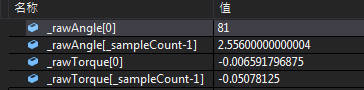 名称 值
_rawAngle[0] 81
_rawAngle[_sampleCount-1] 2.55600000000004
_rawTorque[0] -0.006591796875
_rawTorque[_sampleCount-1] -0.05078125